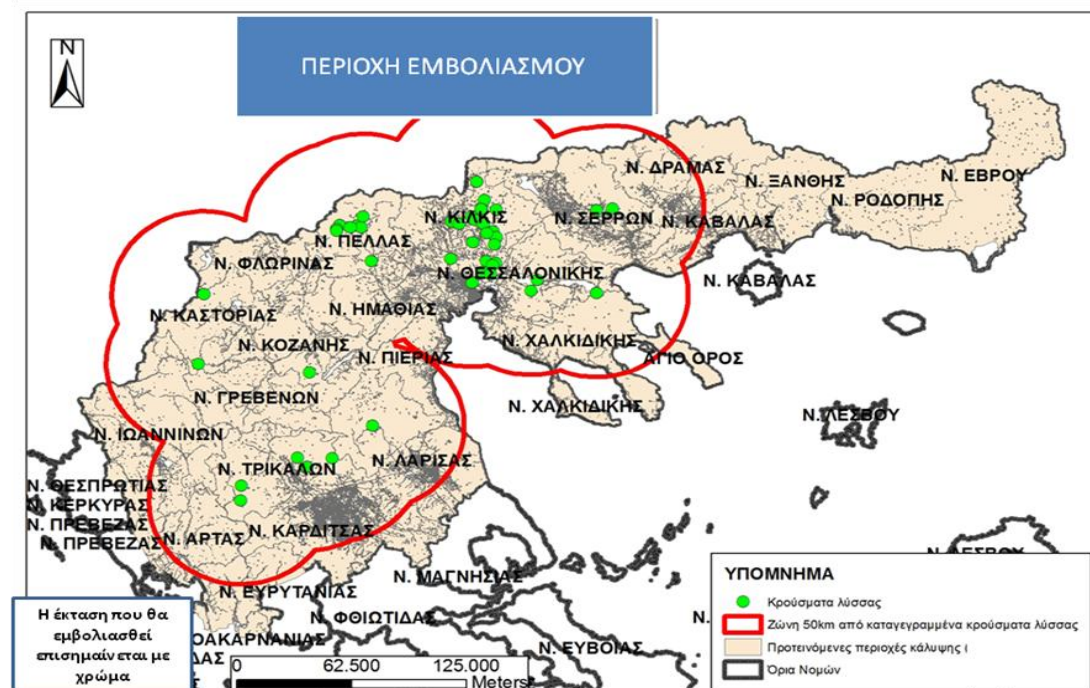 ΠΕΡΙΟΧΗ ΕΜΒΟΛΙΑΣΜΟΥ
N
Ν. ΔΡΑΜΑΣ
Ν. ΞΑΝΘΗΣ
Ν. ΕΒΡΟΥ
Ν. ΡΟΔΟΠΗΣ
Ν. ΚΙΛΚΙΣ
Ν. ΣΕΡΡΩΝ
Ν. ΚΑΒΑΛΑΣ
Ν. ΠΕΛΛΑΣ
Ν. ΦΛΩΡΙΝΑΣ
Ν. ΘΕΣΣΑΛΟΝΙΚΗΣ
Ν. ΚΑΒΑΛΑΣ
Ν. ΚΑΣΤΟΡΙΑΣ
Ν. ΗΜΑΘΙΑΣ
Ν. ΚΟΖΑΝΗΣ
Ν. ΧΑΛΚΙΔΙΚΗΣ
Ν. ΠΙΕΡΙΑΣ
ΑΓΙΟ ΟΡΟΣ
Ν. ΓΡΕΒΕΝΩΝ
Ν. ΧΑΛΚΙΔΙΚΗΣ
Ν. ΛΕΣΒΟΥ
Ν. ΙΩΑΝΝΙΝΩΝ
Ν. ΛΑΡΙΣΑΣ
Ν. ΤΡΙΚΑΛΩΝ
Ν. ΘΕΣΠΡΩΤΙΑΣ
Ν. ΚΕΡΚΥΡΑΣ
Ν. ΠΡΕΒΕΖΑΣ
Ν. ΠΡΕΒΕΖΑΣ
Ν. ΑΡΤΑΣ
Ν. ΚΑΡΔΙΤΣΑΣ
Ν. ΛΕΣΒΟΥ
Ν. ΜΑΓΝΗΣΙΑΣ
Ν. ΕΥΡΥΤΑΝΙΑΣ
Ν. ΦΘΙΩΤΙΔΑΣ
ΟΑΚΑΡΝΑΝΙΑΣ
Ν. ΕΥΒΟΙΑΣ
ΔΑΣ
Η έκταση που θα
εμβολιασθεί
επισημαίνεται με
χρώμα
0 62.500 125.000
Meters
ΥΠΟΜΝΗΜΑ
Κρούσματα λύσσας
Ζώνη 50km από καταγεγραμμένα κρούσματα λύσσας
Προτεινόμενες περιοχές κάλυψης (
Όρια Νομών